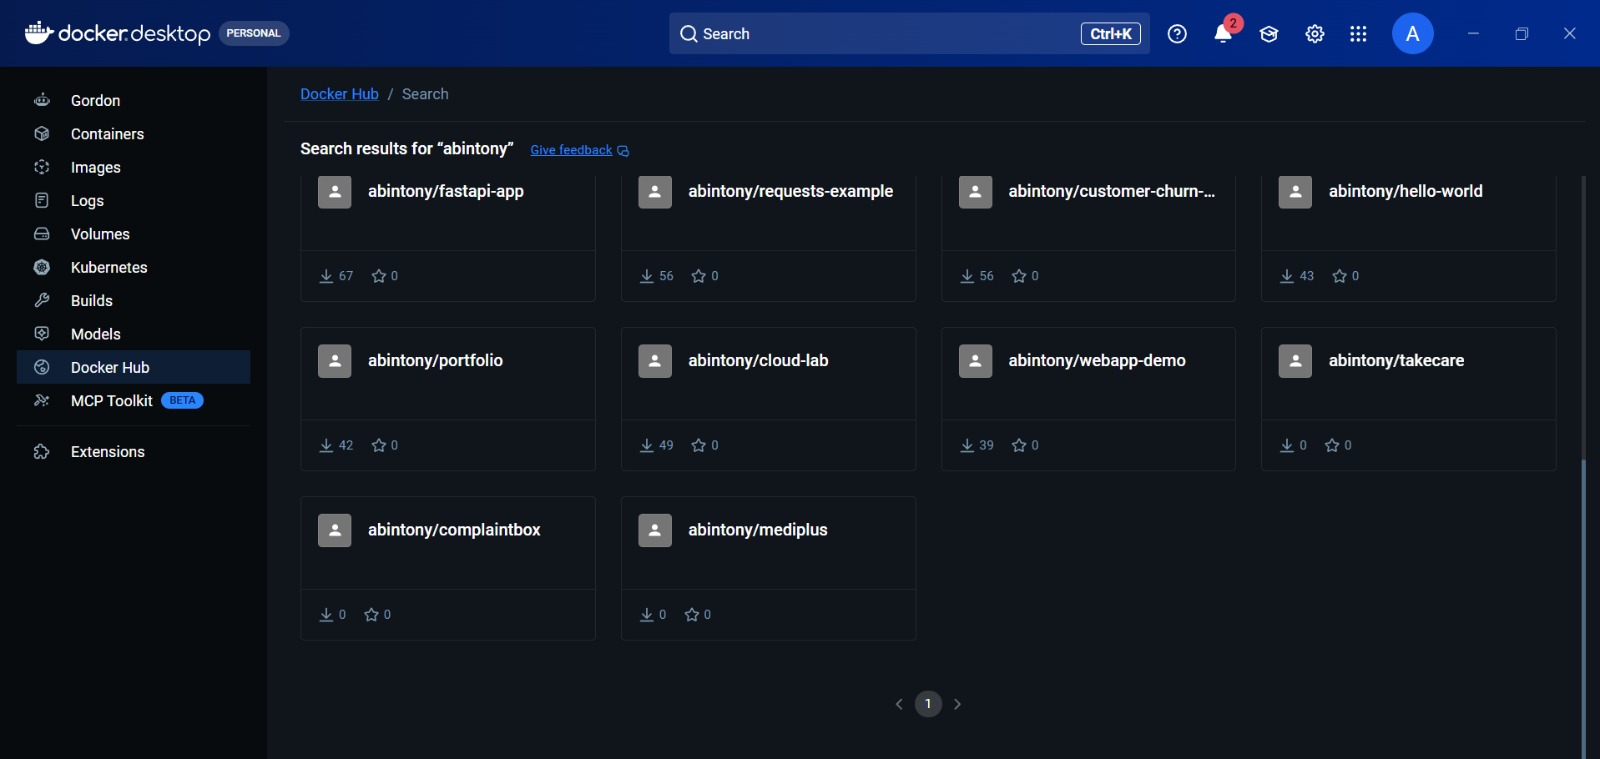 docker.desktop PERSONAL Search Ctrl+K 2 A
Gordon
Containers
Images
Logs
Volumes
Kubernetes
Builds
Models
Docker Hub
MCP Toolkit BETA
Extensions
Docker Hub / Search
Search results for “abintony” Give feedback
abintony/fastapi-app abintony/requests-example abintony/customer-churn-... abintony/hello-world
67 0 56 0 56 0 43 0
abintony/portfolio abintony/cloud-lab abintony/webapp-demo abintony/takecare
42 0 49 0 39 0 0 0
abintony/complaintbox abintony/mediplus
0 0 0 0
1